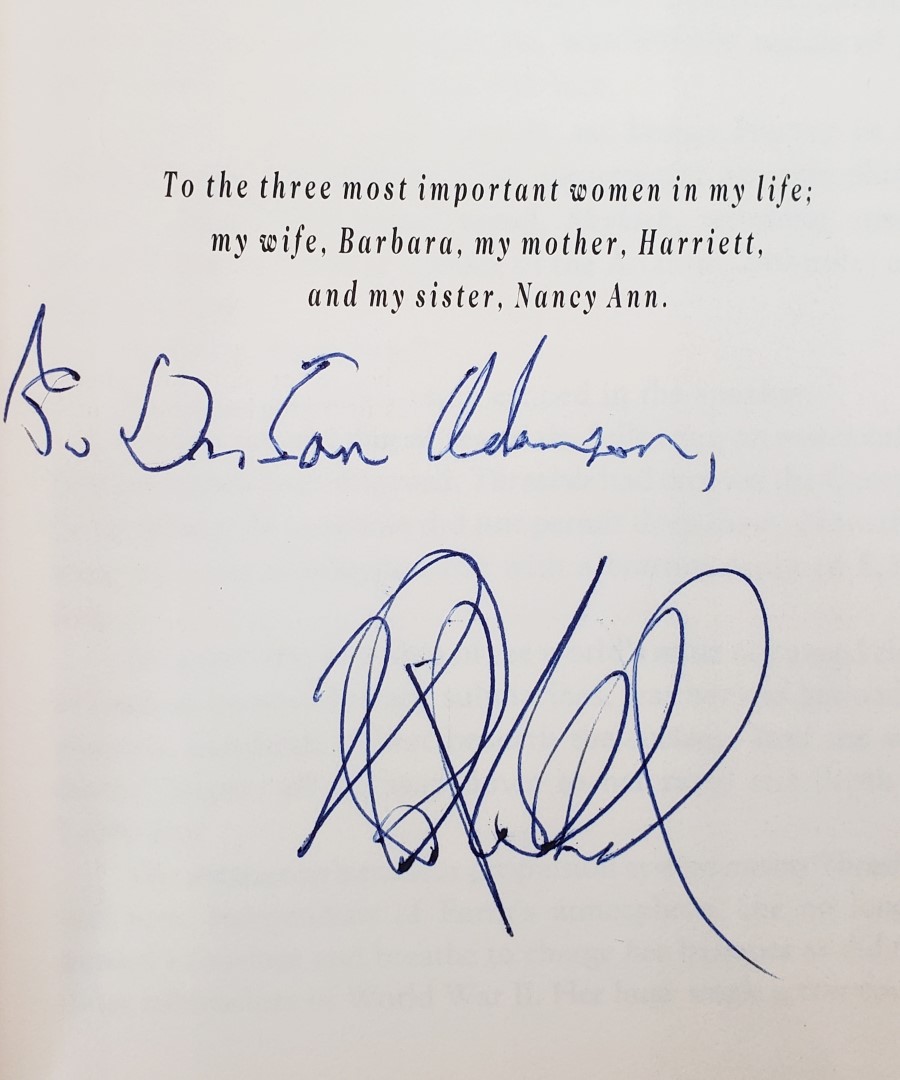 To the three most important women in my life;
my wife, Barbara, my mother, Harriett,
and my sister, Nancy Ann.
To Dr. Ian Adamson,